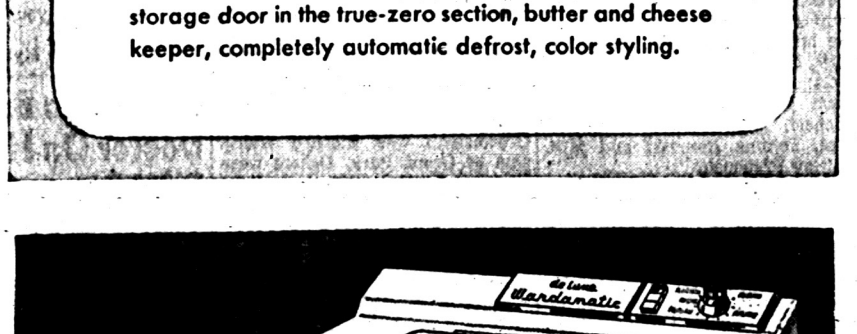 storage door in the true-zero section, butter and cheese
keeper, completely automatic defrost, color styling.
de luxe
Wardamatic